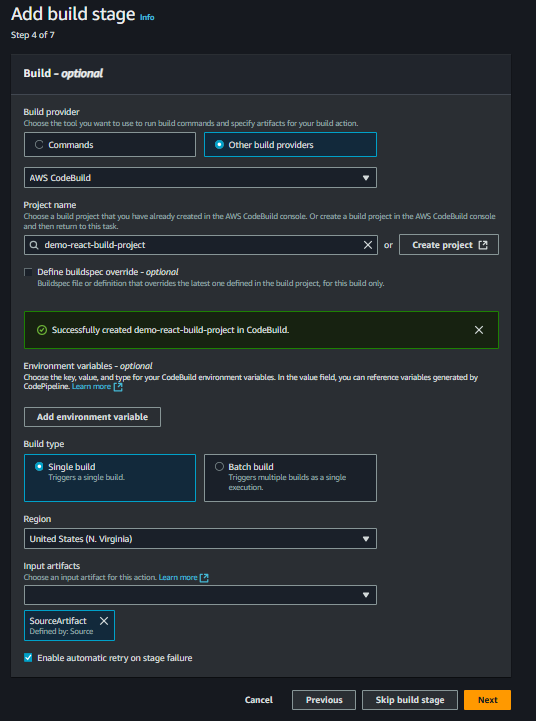 Add build stage Info
Step 4 of 7
Build – optional
Build provider
Choose the tool you want to use to run build commands and specify artifacts for your build action.
Commands
Other build providers
AWS CodeBuild
Project name
Choose a build project that you have already created in the AWS CodeBuild console. Or create a build project in the AWS CodeBuild console
and then return to this task.
demo-react-build-project
or
Create project
Define buildspec override - optional
Buildspec file or definition that overrides the latest one defined in the build project, for this build only.
Successfully created demo-react-build-project in CodeBuild.
Environment variables - optional
Choose the key, value, and type for your CodeBuild environment variables. In the value field, you can reference variables generated by
CodePipeline. Learn more
Add environment variable
Build type
Single build
Triggers a single build.
Batch build
Triggers multiple builds as a single
execution.
Region
United States (N. Virginia)
Input artifacts
Choose an input artifact for this action. Learn more
SourceArtifact
Defined by: Source
Enable automatic retry on stage failure
Cancel
Previous
Skip build stage
Next